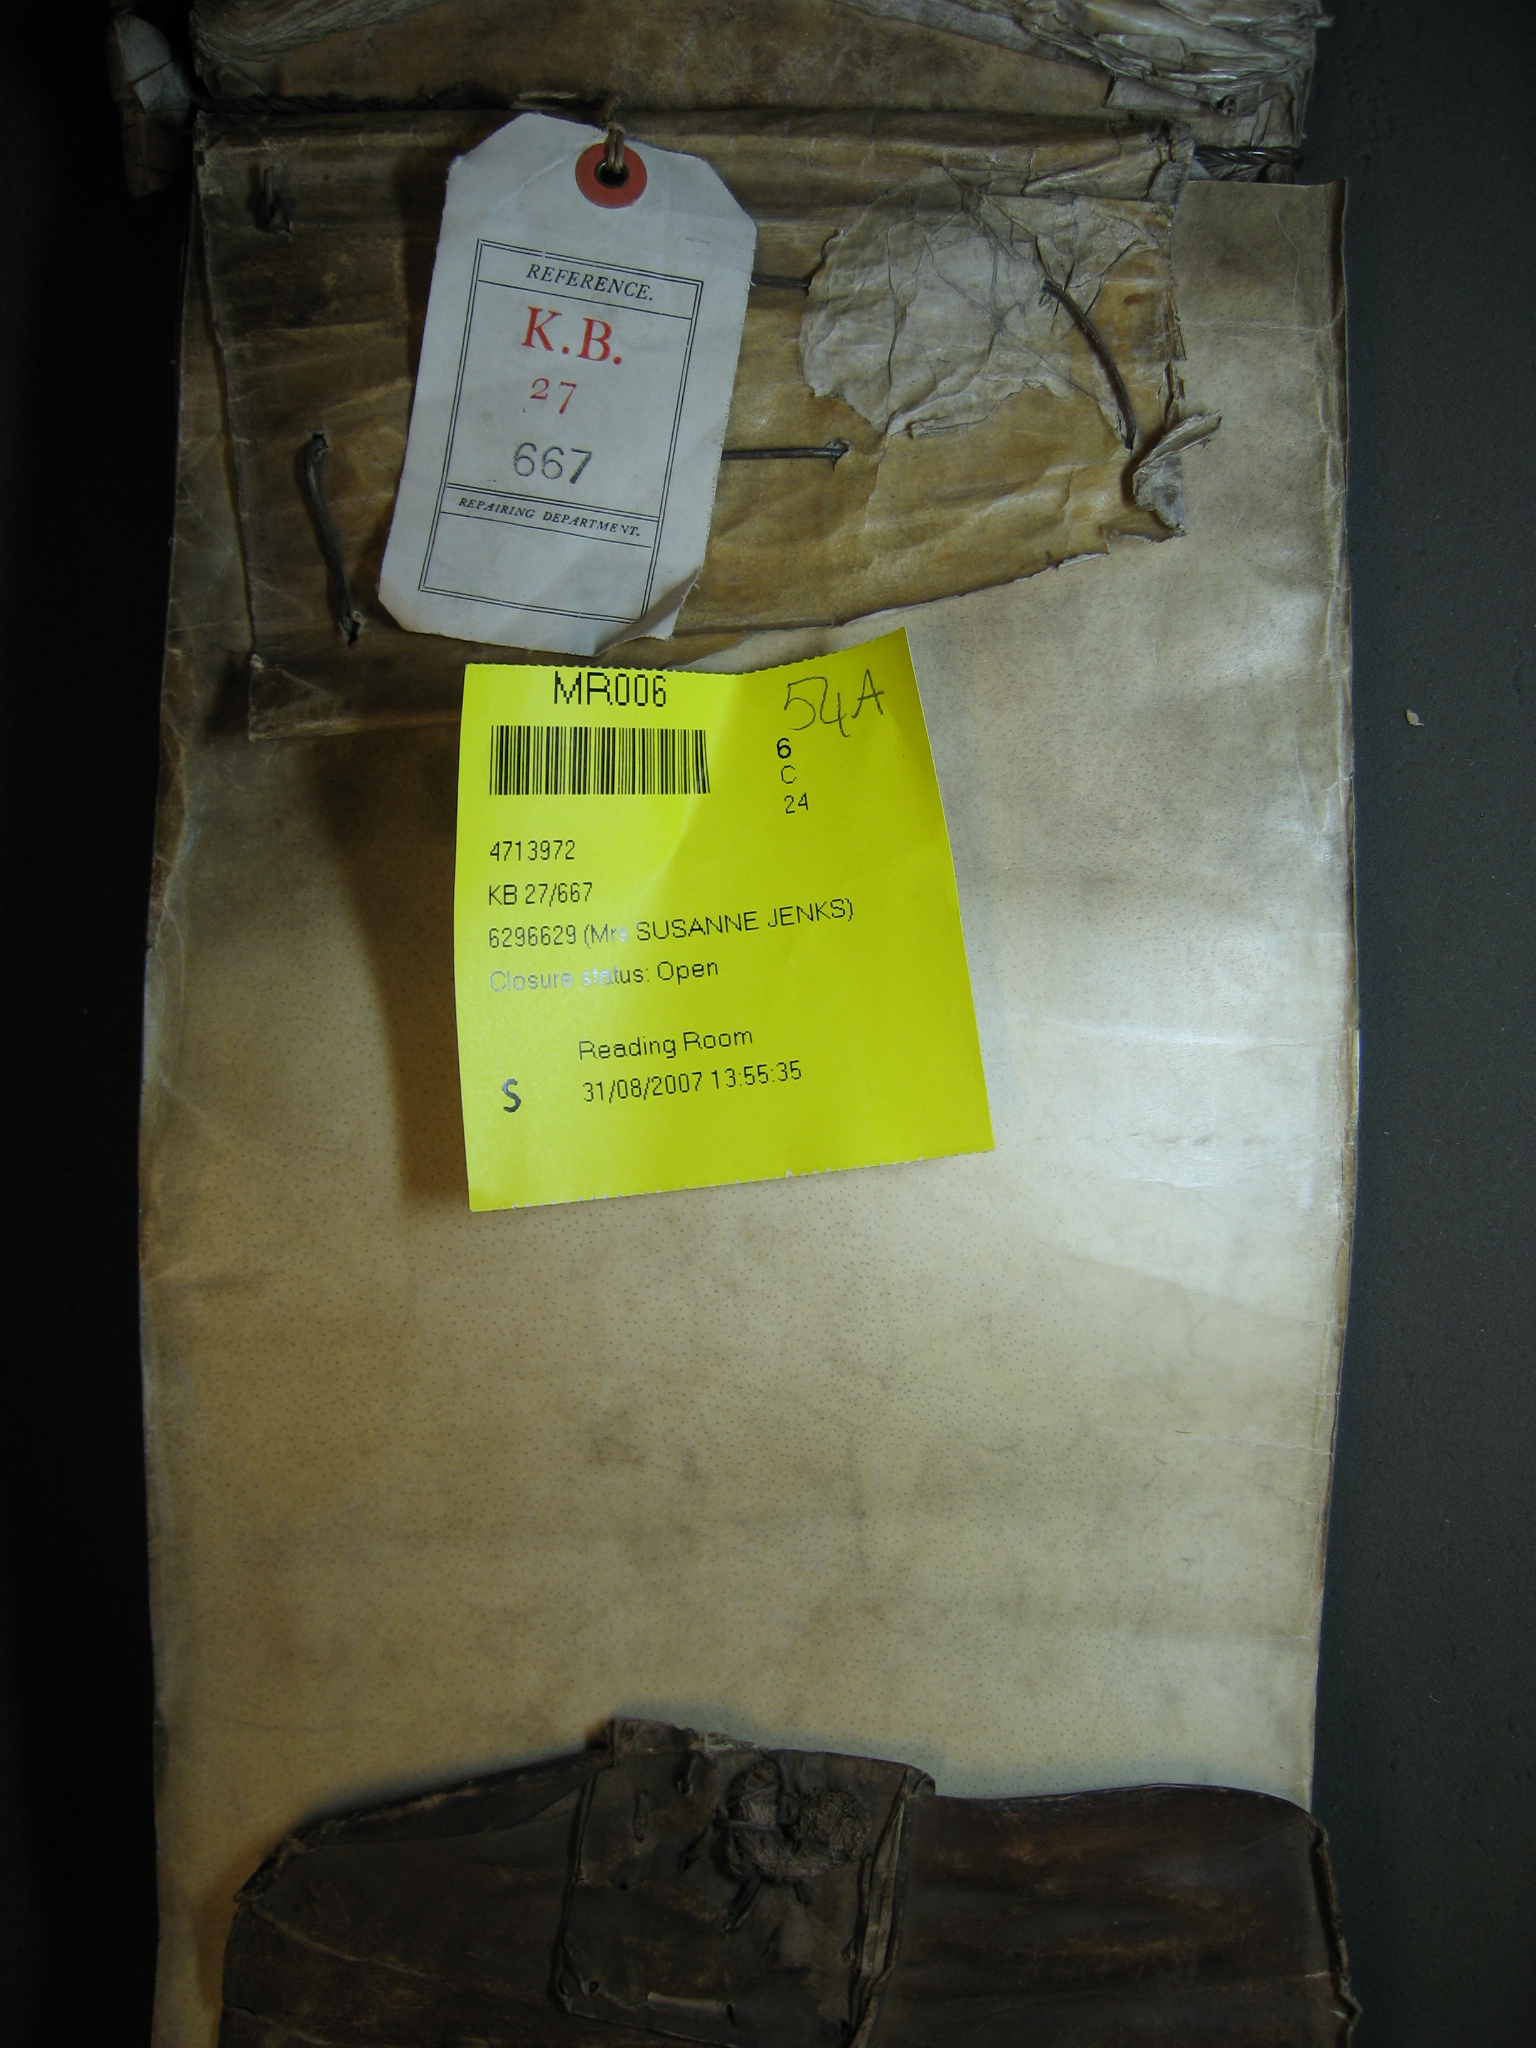 REFERENCE.
K.B.
27
667
REPAIRING DEPARTMENT.
MR006
54A
6
C
24
4713972
KB 27/667
6296629 (Mrs SUSANNE JENKS)
Closure status: Open
Reading Room
S
31/08/2007 13:55:35